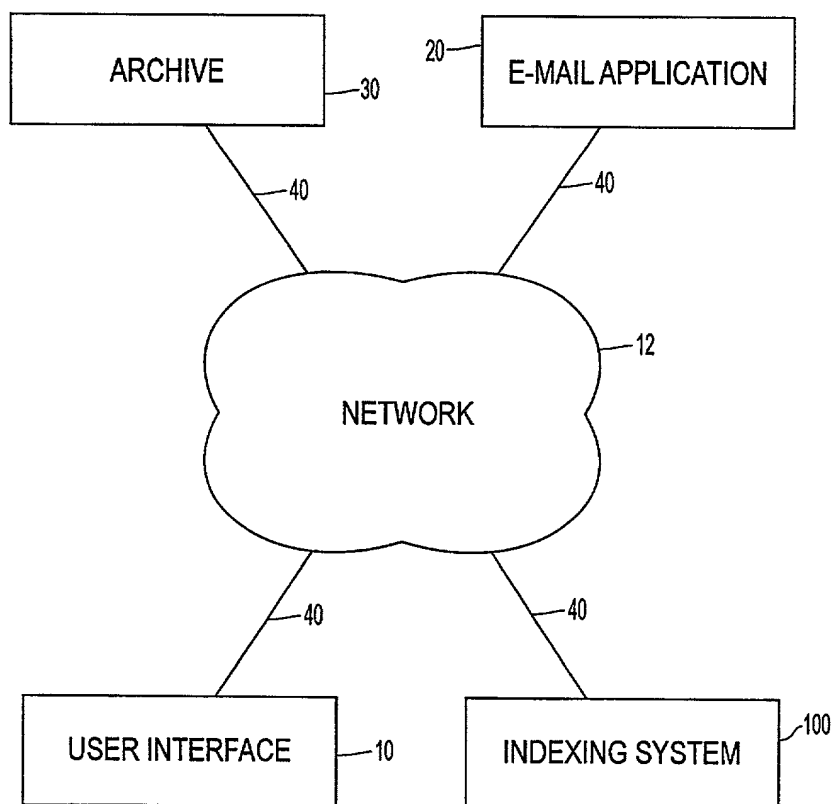 ARCHIVE
30
20
E-MAIL APPLICATION
40
40
12
NETWORK
40
40
USER INTERFACE
10
INDEXING SYSTEM
100